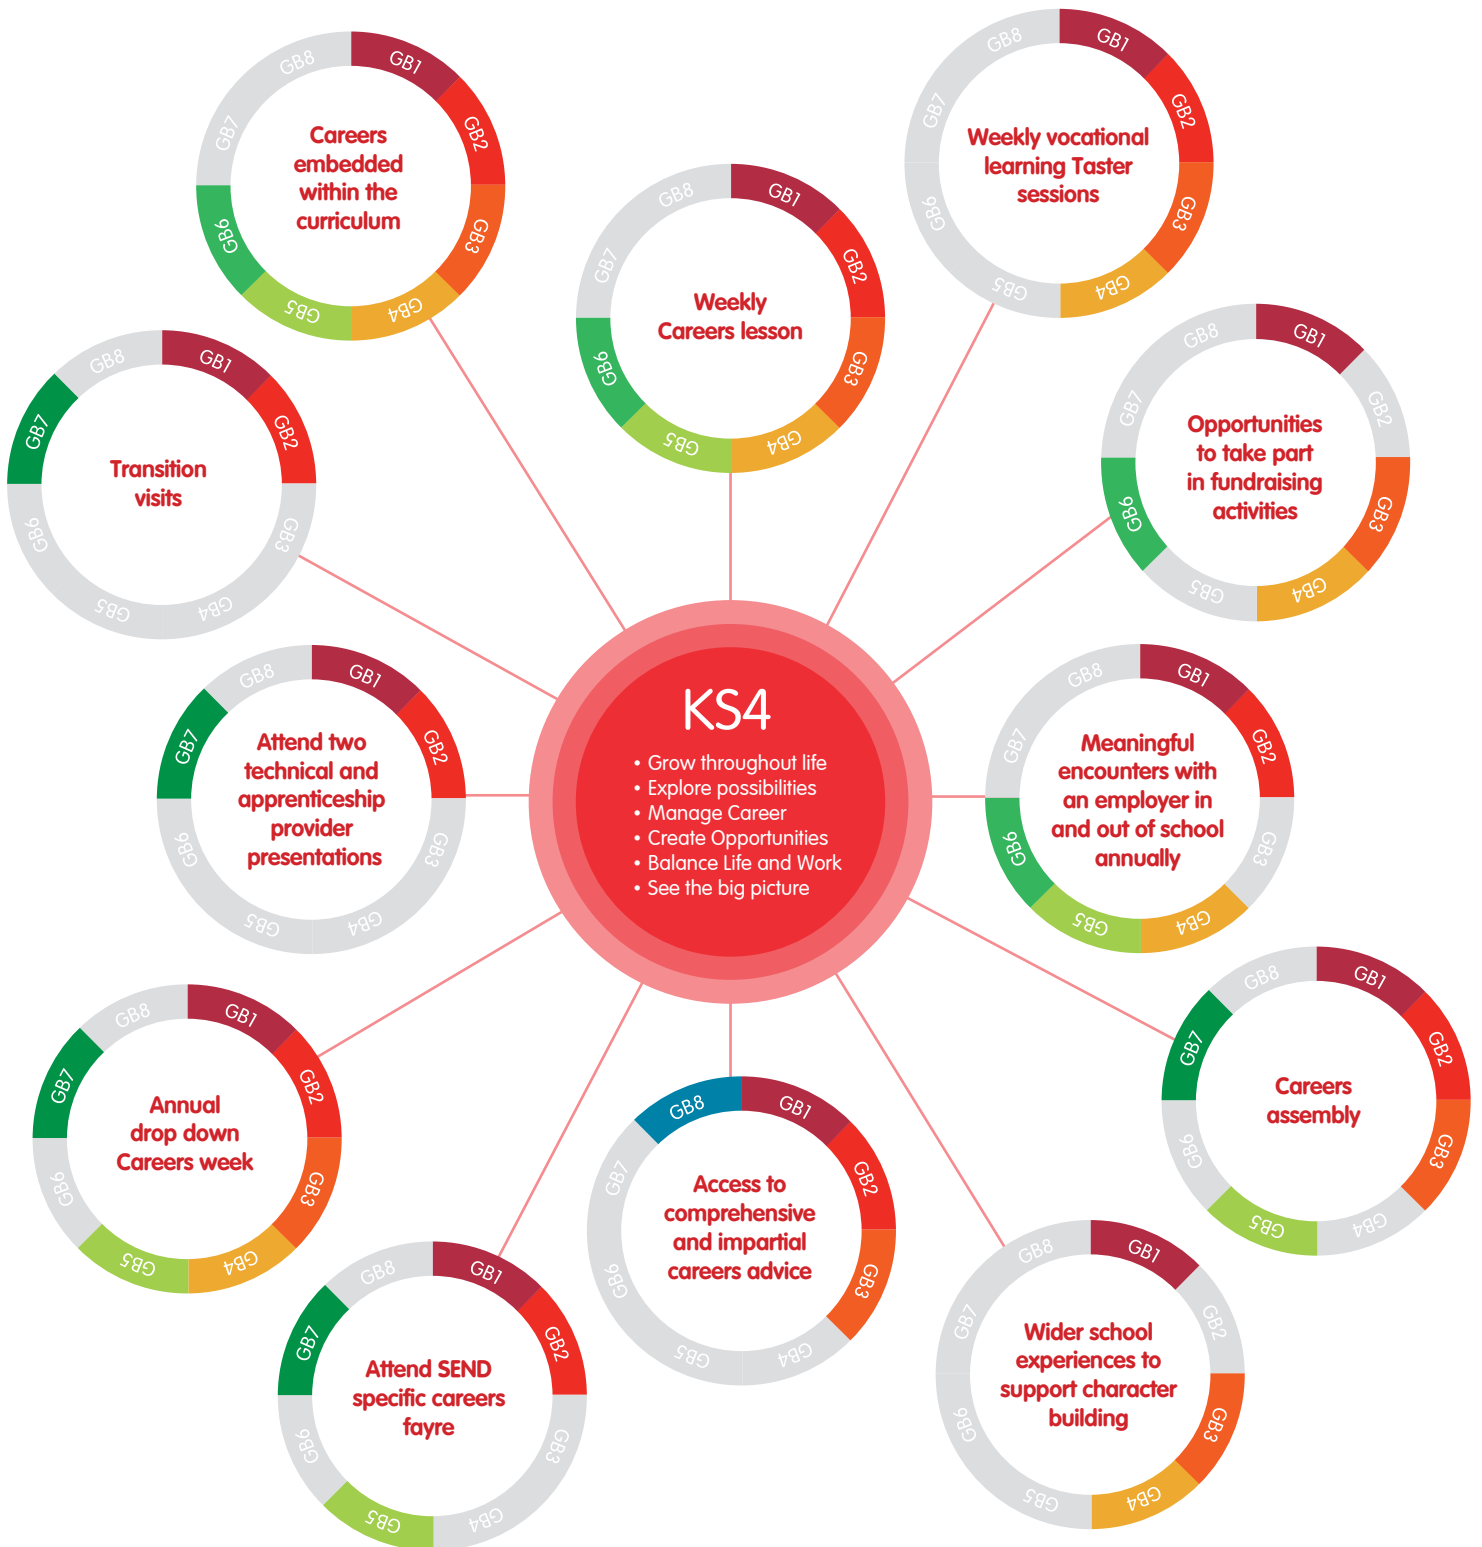 GB8
GB1
GB2
GB3
GB4
GB5
GB6
GB7
Careers
embedded
within the
curriculum
GB8
GB1
GB2
GB3
GB4
GB5
GB6
GB7
Weekly
Careers lesson
GB8
GB1
GB2
GB3
GB4
GB5
GB6
GB7
Weekly vocational
learning Taster
sessions
GB8
GB1
GB2
GB3
GB4
GB5
GB6
GB7
Transition
visits
GB8
GB1
GB2
GB3
GB4
GB5
GB6
GB7
Opportunities
to take part
in fundraising
activities
GB8
GB1
GB2
GB3
GB4
GB5
GB6
GB7
Attend two
technical and
apprenticeship
provider
presentations
KS4
• Grow throughout life
• Explore possibilities
• Manage Career
• Create Opportunities
• Balance Life and Work
• See the big picture
GB8
GB1
GB2
GB3
GB4
GB5
GB6
GB7
Meaningful
encounters with
an employer in
and out of school
annually
GB8
GB1
GB2
GB3
GB4
GB5
GB6
GB7
Annual
drop down
Careers week
GB8
GB1
GB2
GB3
GB4
GB5
GB6
GB7
Careers
assembly
GB8
GB1
GB2
GB3
GB4
GB5
GB6
GB7
Access to
comprehensive
and impartial
careers advice
GB8
GB1
GB2
GB3
GB4
GB5
GB6
GB7
Attend SEND
specific careers
fayre
GB8
GB1
GB2
GB3
GB4
GB5
GB6
GB7
Wider school
experiences to
support character
building